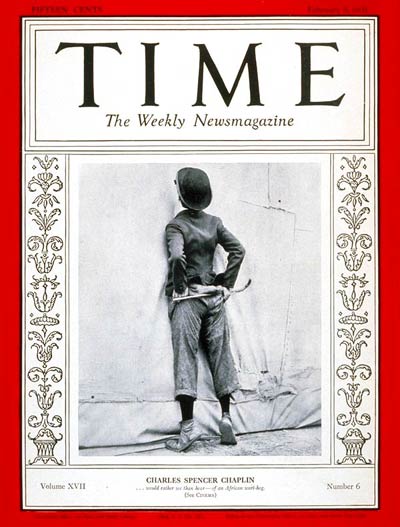 FIFTEEN CENTS
February 9, 1931
TIME
The Weekly Newsmagazine
CHARLES SPENCER CHAPLIN
. . . would rather see than hear—of an African wart-hog.
(See CINEMA)
Volume XVII
Number 6